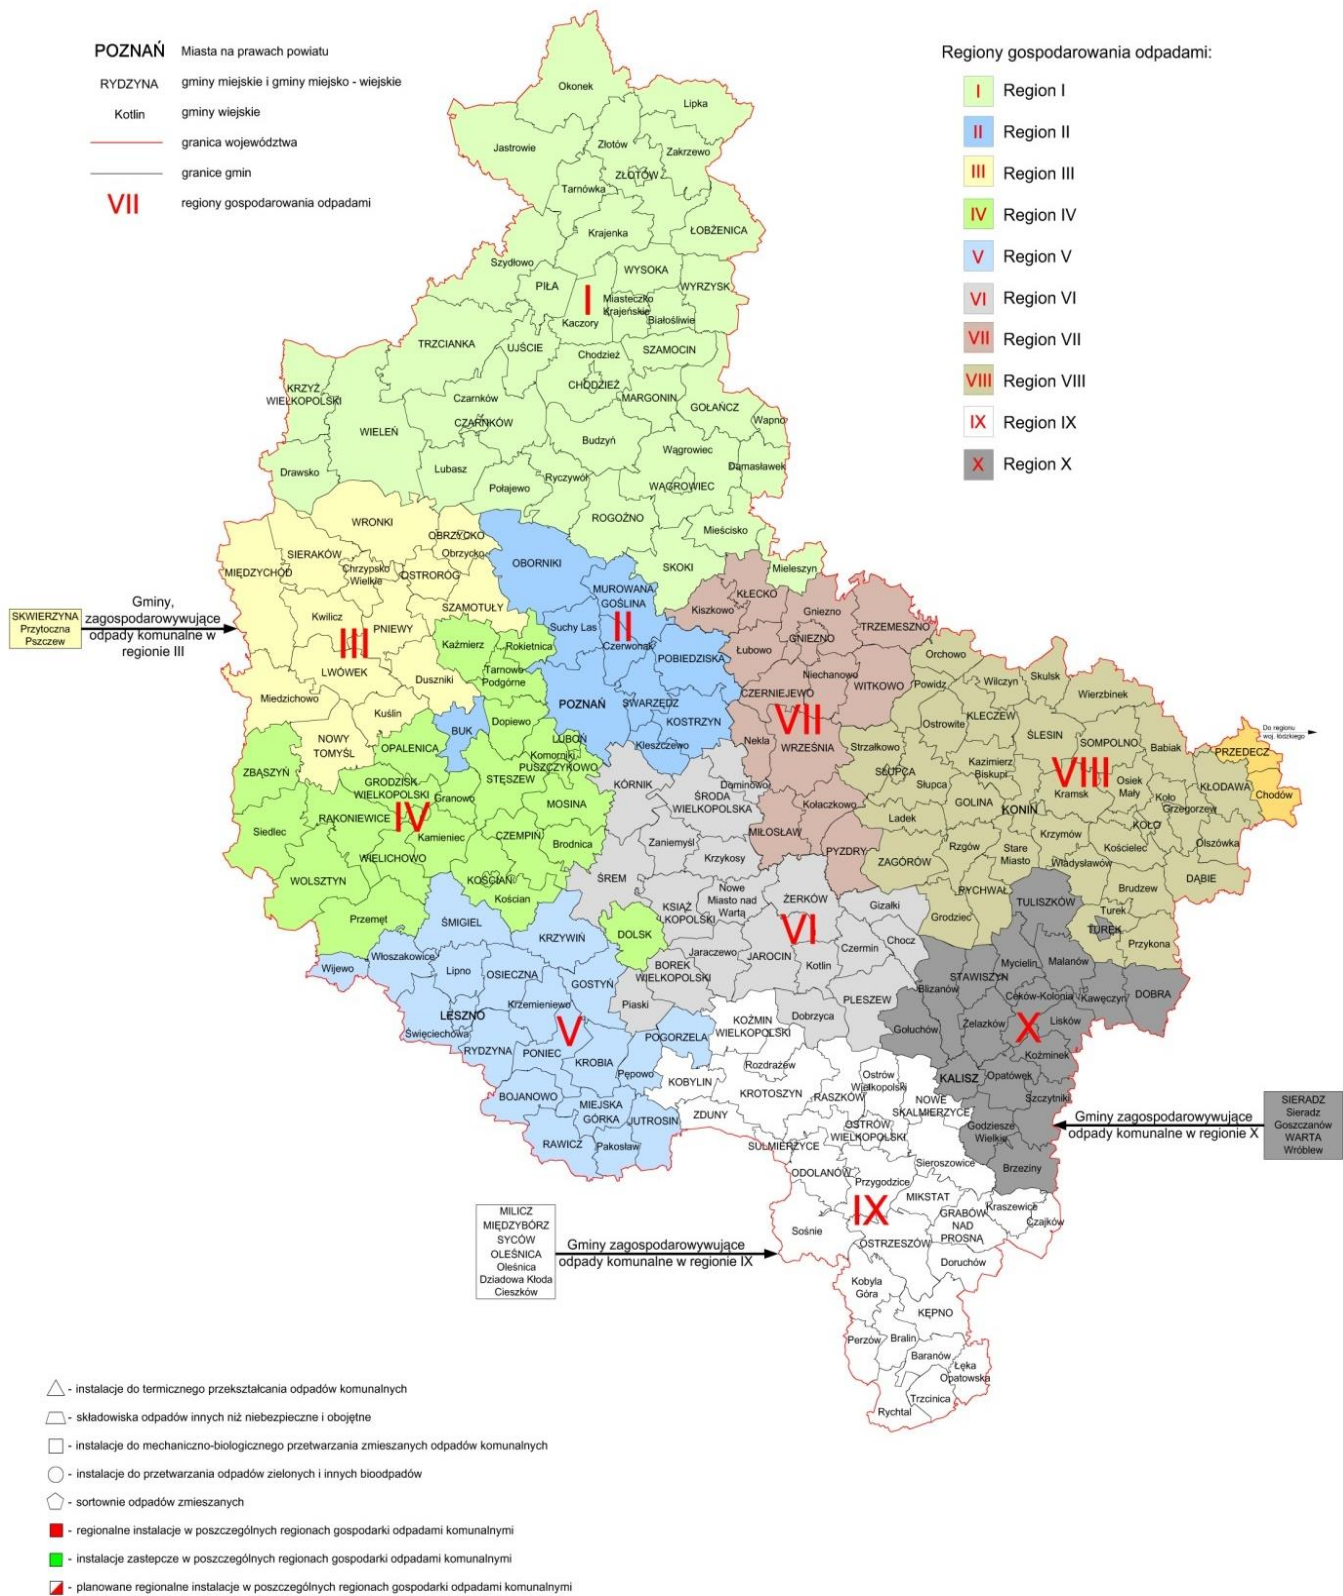 POZNAŃ Miasta na prawach powiatu
RYDZYNA gminy miejskie i gminy miejsko - wiejskie
Kotlin gminy wiejskie
granica województwa
granice gmin
VII regiony gospodarowania odpadami
Regiony gospodarowania odpadami:
I Region I
II Region II
III Region III
IV Region IV
V Region V
VI Region VI
VII Region VII
VIII Region VIII
IX Region IX
X Region X
Okonek
Lipka
Jastrowie
Złotów
Zakrzewo
ZŁOTÓW
Tarnówka
Krajenka
ŁOBŻENICA
Szydłowo
WYSOKA
PIŁA
WYRZYSK
I
Miasteczko
Krajeńskie
Kaczory
Białośliwie
TRZCIANKA
UJŚCIE
Chodzież
SZAMOCIN
KRZYŻ
WIELKOPOLSKI
CHODZIEŻ
MARGONIN
Czarnków
GOŁAŃCZ
CZARNKÓW
Wapno
WIELEŃ
Budzyń
Wągrowiec
Drawsko
Lubasz
Damasławek
Ryczywół
Połajewo
WĄGROWIEC
ROGOŹNO
WRONKI
Mieścisko
OBRZYCKO
OBORNIKI
SIERAKÓW
Obrzycko
MIĘDZYCHÓD
Chrzypsko
Wielkie
OSTRORÓG
SKOKI
Mieleszyn
MUROWANA
GOŚLINA
KŁECKO
Kiszkowo
Gniezno
SZAMOTUŁY
TRZEMESZNO
Kwilcz
Suchy Las
II
PNIEWY
GNIEZNO
III
Kaźmierz
Rokietnica
Czerwonak
Łubowo
POBIEDZISKA
Orchowo
LWÓWEK
Tarnowo
Podgórne
Niechanowo
Skulsk
Duszniki
Wilczyn
WITKOWO
Powidz
CZERNIEJEWO
Wierzbinek
Miedzichowo
POZNAŃ
SWARZĘDZ
Kuślin
Dopiewo
KOSTRZYN
VII
Ostrowite
KLECZEW
NOWY
TOMYŚL
BUK
LUBOŃ
ŚLESIN
Kleszczewo
Nekla
SOMPOLNO
WRZEŚNIA
Strzałkowo
Babiak
OPALENICA
Komorniki
PUSZCZYKOWO
PRZEDECZ
ZBĄSZYŃ
Kazimierz
Biskupi
VIII
SŁUPCA
STĘSZEW
GRODZISK
WIELKOPOLSKI
KÓRNIK
Dominowo
Słupca
Osiek
Mały
Kramsk
KŁODAWA
Chodów
ŚRODA
WIELKOPOLSKA
Koło
Granowo
MOSINA
Kołaczkowo
GOLINA
KONIN
Grzegorzew
RAKONIEWICE
IV
Ladek
KOŁO
Siedlec
MIŁOSŁAW
Kamieniec
CZEMPIŃ
Brodnica
Zaniemyśl
Krzykosy
PYZDRY
Rzgów
Stare
Miasto
Krzymów
Kościelec
Olszówka
WIELICHOWO
ZAGÓRÓW
Władysławów
WOLSZTYN
KOŚCIAN
ŚREM
DĄBIE
Nowe
Miasto nad
Wartą
ŻERKÓW
RYCHWAŁ
Brudzew
Kościan
Gizałki
TULISZKÓW
KSIĄŻ
LKOPOLSKI
Turek
Przemęt
Grodziec
ŚMIGIEL
VI
TUREK
DOLSK
Przykona
KRZYWIŃ
Chocz
Czermin
Jaraczewo
JAROCIN
Włoszakowice
Mycielin
Malanów
Wijewo
Lipno
OSIECZNA
BOREK
WIELKOPOLSKI
Kotlin
STAWISZYN
Blizanów
GOSTYŃ
Ceków-Kolonia
Kawęczyn
DOBRA
Krzemieniewo
Piaski
PLESZEW
LESZNO
Dobrzyca
Lisków
Żelazków
X
V
KOŹMIN
WIELKOPOLSKI
Gołuchów
Święciechowa
POGORZELA
RYDZYNA
PONIEC
Koźminek
KROBIA
Rozdrażew
Opatówek
KALISZ
Pępowo
Ostrów
Wielkopolski
KOBYLIN
BOJANOWO
KROTOSZYN
RASZKÓW
NOWE
SKALMIERZYCE
Szczytniki
MIEJSKA
GÓRKA
ZDUNY
JUTROSIN
OSTRÓW
WIELKOPOLSKI
Godziesze
Wielkie
RAWICZ
Pakosław
SULMIERZYCE
Sieroszowice
Brzeziny
ODOLANÓW
Przygodzice
MIKSTAT
Kraszewice
IX
GRABÓW
NAD
PROSNĄ
Czajków
Sośnie
OSTRZESZÓW
Doruchów
Kobyla
Góra
KĘPNO
Perzów
Bralin
Baranów
Łęka
Opatowska
Trzcinica
Rychtal
SKWIERZYNA
Przytoczna
Pszczew
Gminy,
zagospodarowywujące
odpady komunalne w
regionie III
Do regionu
woj. łódzkiego
Gminy zagospodarowywujące
odpady komunalne w regionie X
SIERADZ
Sieradz
Goszczanów
WARTA
Wróblew
MILICZ
MIĘDZYBÓRZ
SYCÓW
OLEŚNICA
Oleśnica
Dziadowa Kłoda
Cieszków
Gminy zagospodarowywujące
odpady komunalne w regionie IX
- instalacje do termicznego przekształcania odpadów komunalnych
- składowiska odpadów innych niż niebezpieczne i obojętne
- instalacje do mechaniczno-biologicznego przetwarzania zmieszanych odpadów komunalnych
- instalacje do przetwarzania odpadów zielonych i innych bioodpadów
- sortownie odpadów zmieszanych
- regionalne instalacje w poszczególnych regionach gospodarki odpadami komunalnymi
- instalacje zastepcze w poszczególnych regionach gospodarki odpadami komunalnymi
- planowane regionalne instalacje w poszczególnych regionach gospodarki odpadami komunalnymi